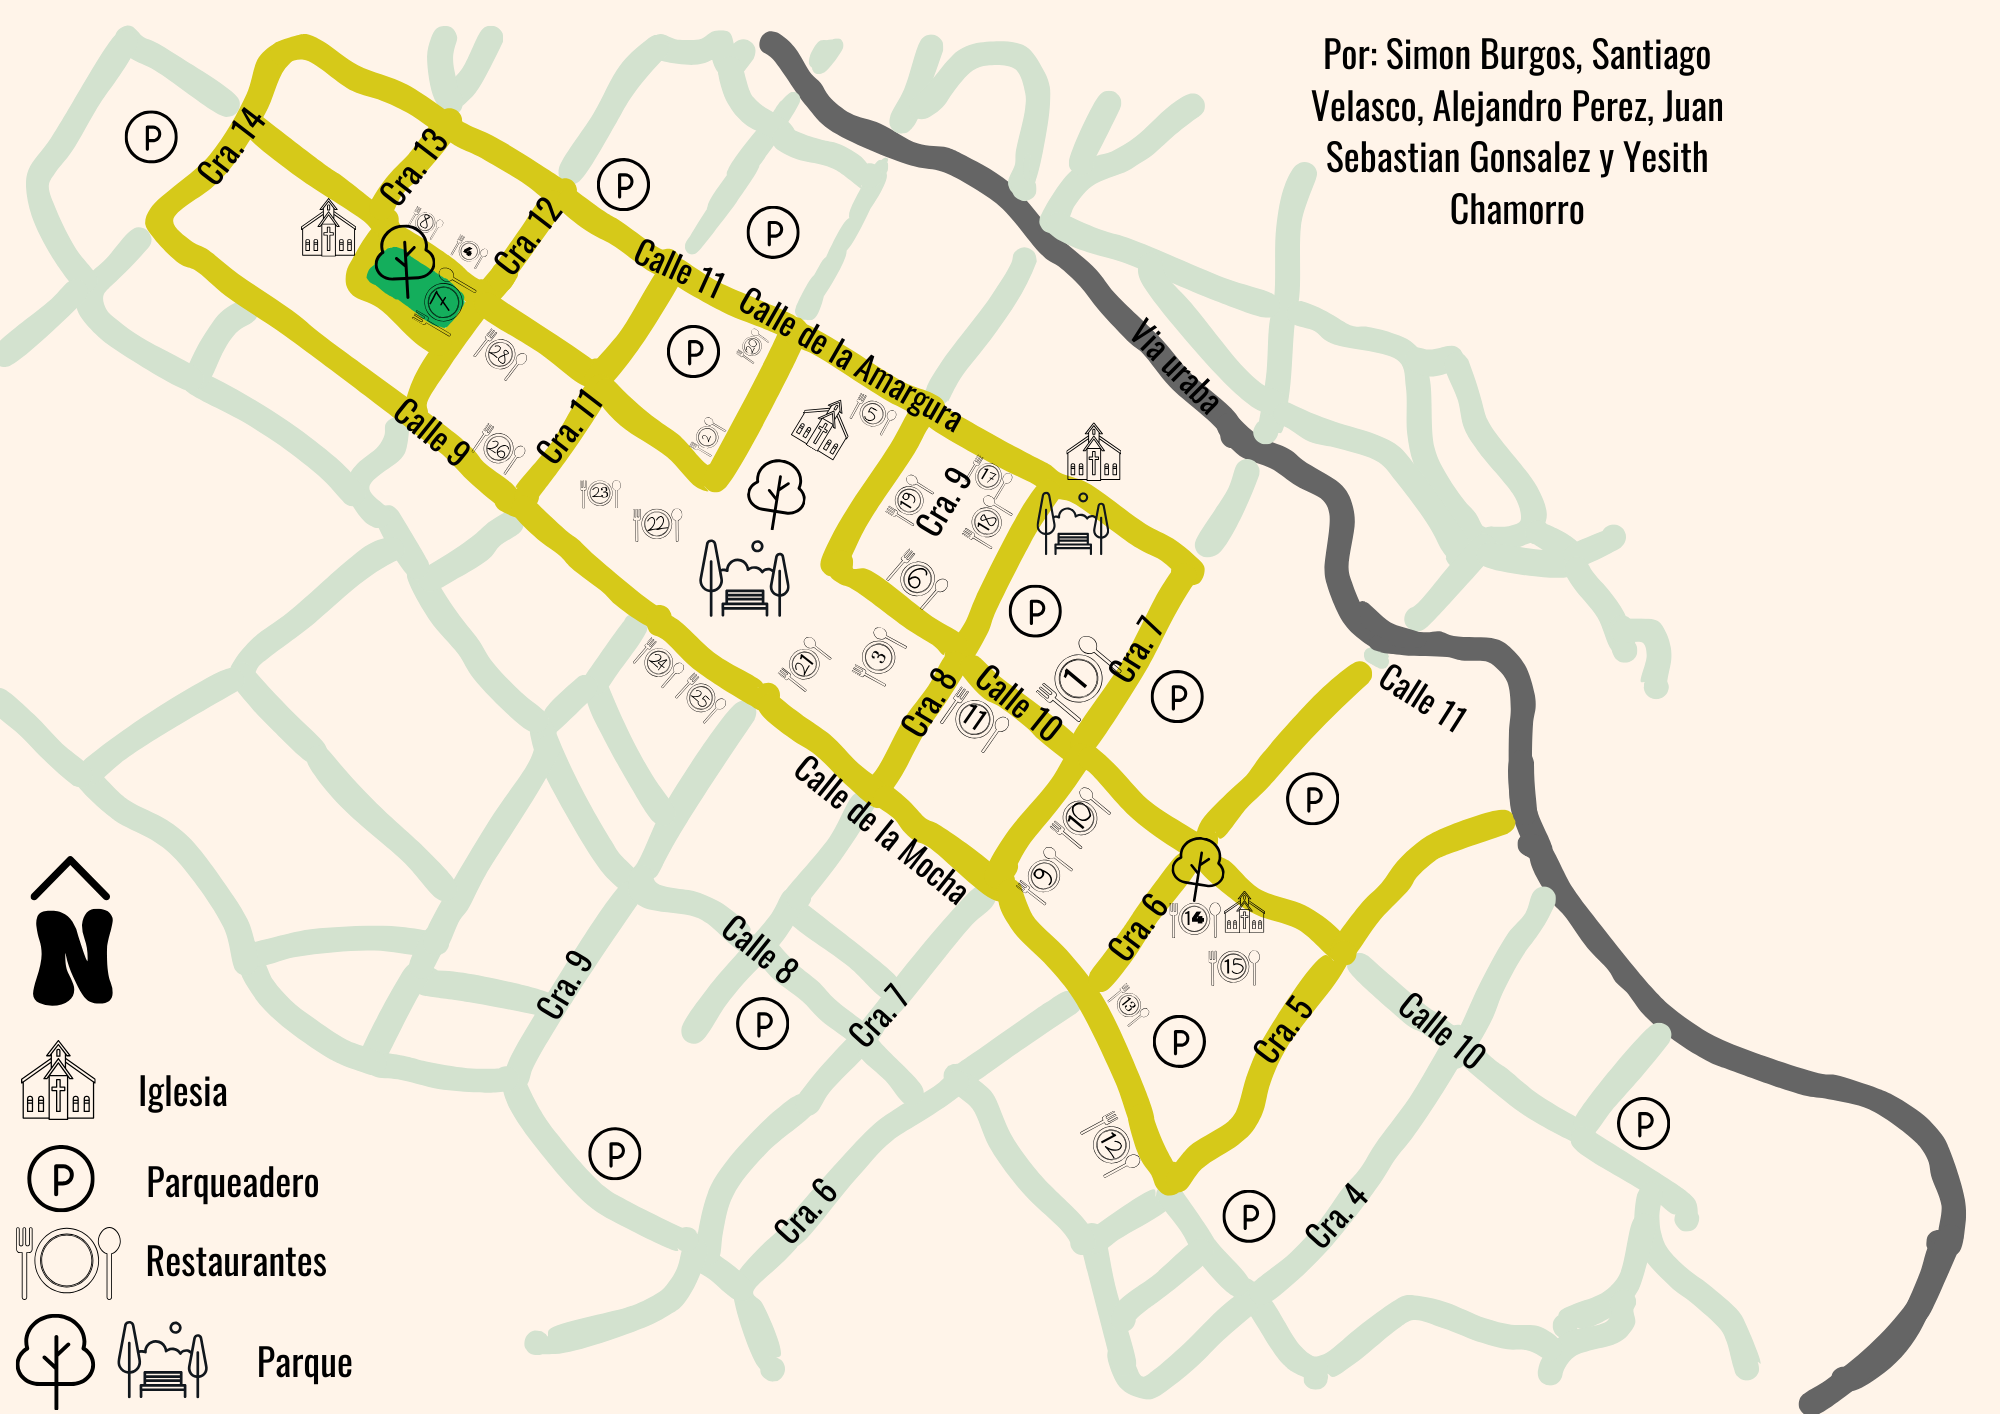 Por: Simon Burgos, Santiago
Velasco, Alejandro Perez, Juan
Sebastian Gonsalez y Yesith
Chamorro
P
Cra. 14
Cra. 13
P
Cra. 12
P
8
4
7
Calle 11
Calle de la Amargura
Via uraba
28
P
20
2
5
Calle 9
26
Cra. 11
23
22
19
Cra. 9
17
18
6
P
24
25
21
3
Cra. 8
Calle 10
11
1
Cra. 7
P
Calle 11
Calle de la Mocha
10
9
P
Cra. 6
14
15
13
P
Cra. 5
Calle 10
12
P
Cra. 4
P
Cra. 9
Calle 8
P
Cra. 7
P
Cra. 6
N
Iglesia
P
Parqueadero
Restaurantes
Parque